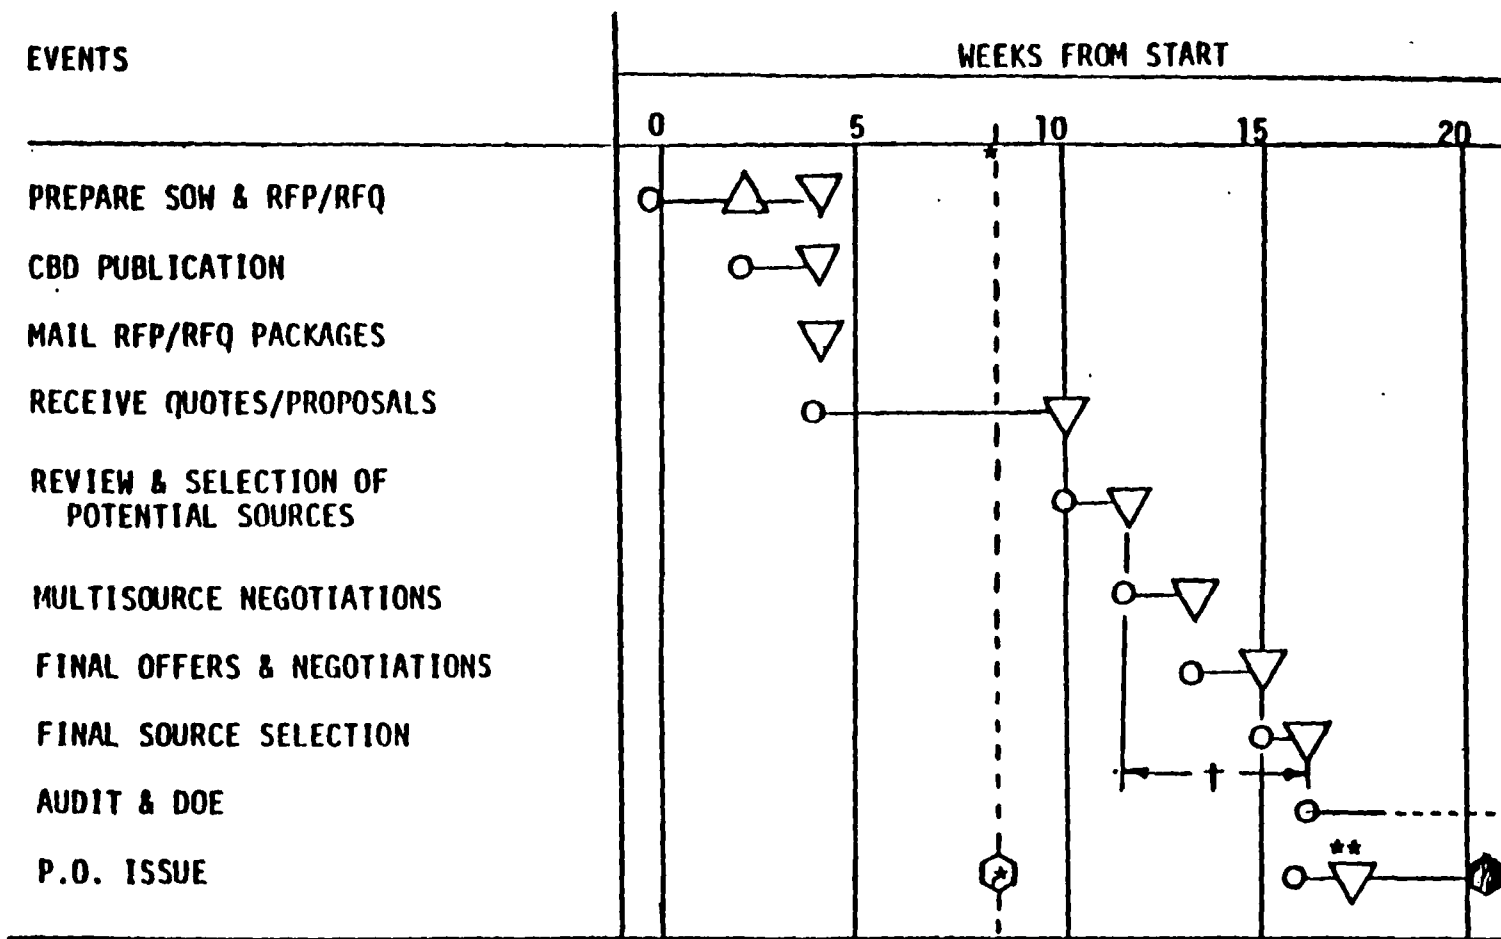 EVENTS
WEEKS FROM START
0 5 10 15 20
*
PREPARE SOW & RFP/RFQ
CBD PUBLICATION
MAIL RFP/RFQ PACKAGES
RECEIVE QUOTES/PROPOSALS
REVIEW & SELECTION OF
POTENTIAL SOURCES
MULTISOURCE NEGOTIATIONS
FINAL OFFERS & NEGOTIATIONS
FINAL SOURCE SELECTION
†
AUDIT & DOE
**
P.O. ISSUE
*